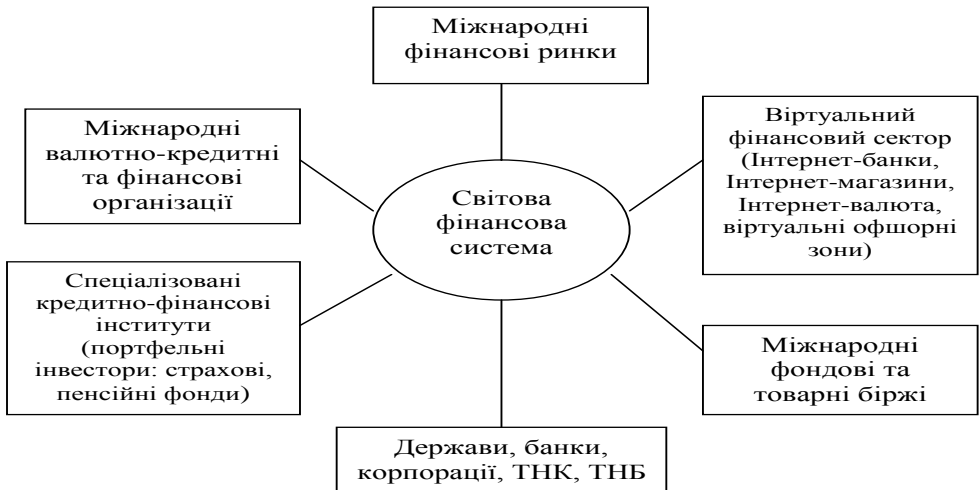 Міжнародні
фінансові ринки
Міжнародні
валютно-кредитні
та фінансові
організації
Віртуальний
фінансовий сектор
(Інтернет-банки,
Інтернет-магазини,
Інтернет-валюта,
віртуальні офшорні
зони)
Світова
фінансова
система
Спеціалізовані
кредитно-фінансові
інститути
(портфельні
інвестори: страхові,
пенсійні фонди)
Міжнародні
фондові та
товарні біржі
Держави, банки,
корпорації, ТНК, ТНБ